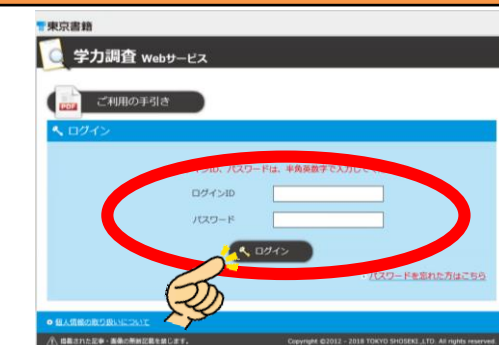 東京書籍
学力調査 Webサービス
PDF
ご利用の手引き
ログイン
ンID、パスワードは、半角英数字で入力して
ログインID
パスワード
ログイン
パスワードを忘れた方はこちら
個人情報の取り扱いについて
掲載された記事・画像の無断記載を禁じます。
Copyright ©2012 - 2018 TOKYO SHOSEKI.,LTD. All rights reserved.